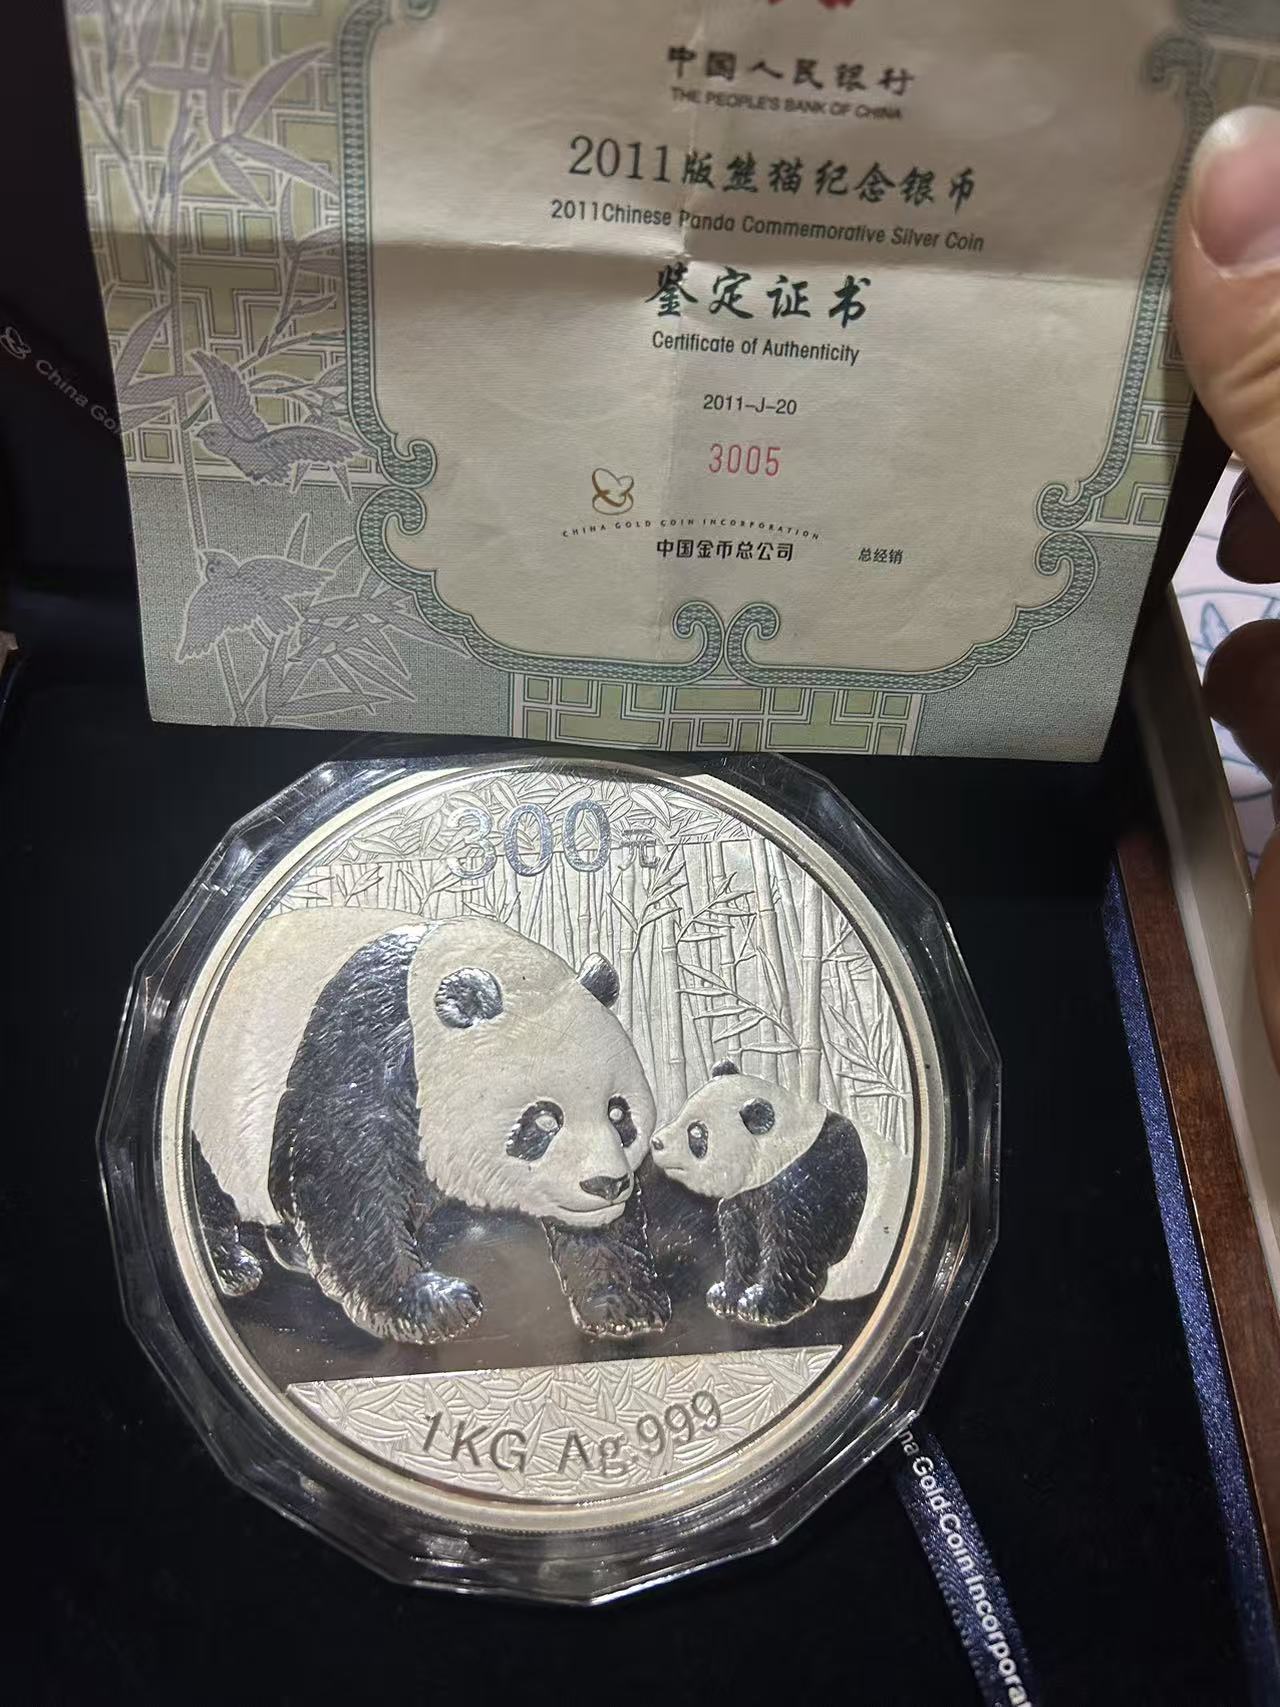 中国人民银行
THE PEOPLE'S BANK OF CHINA
2011版熊猫纪念银币
2011Chinese Panda Commemorative Silver Coin
鉴定证书
Certificate of Authenticity
2011-J-20
3005
CHINA GOLD COIN INCORPORATION
中国金币总公司 总经销
China Go
300元
1KG Ag.999
na Gold Coin Incorpora